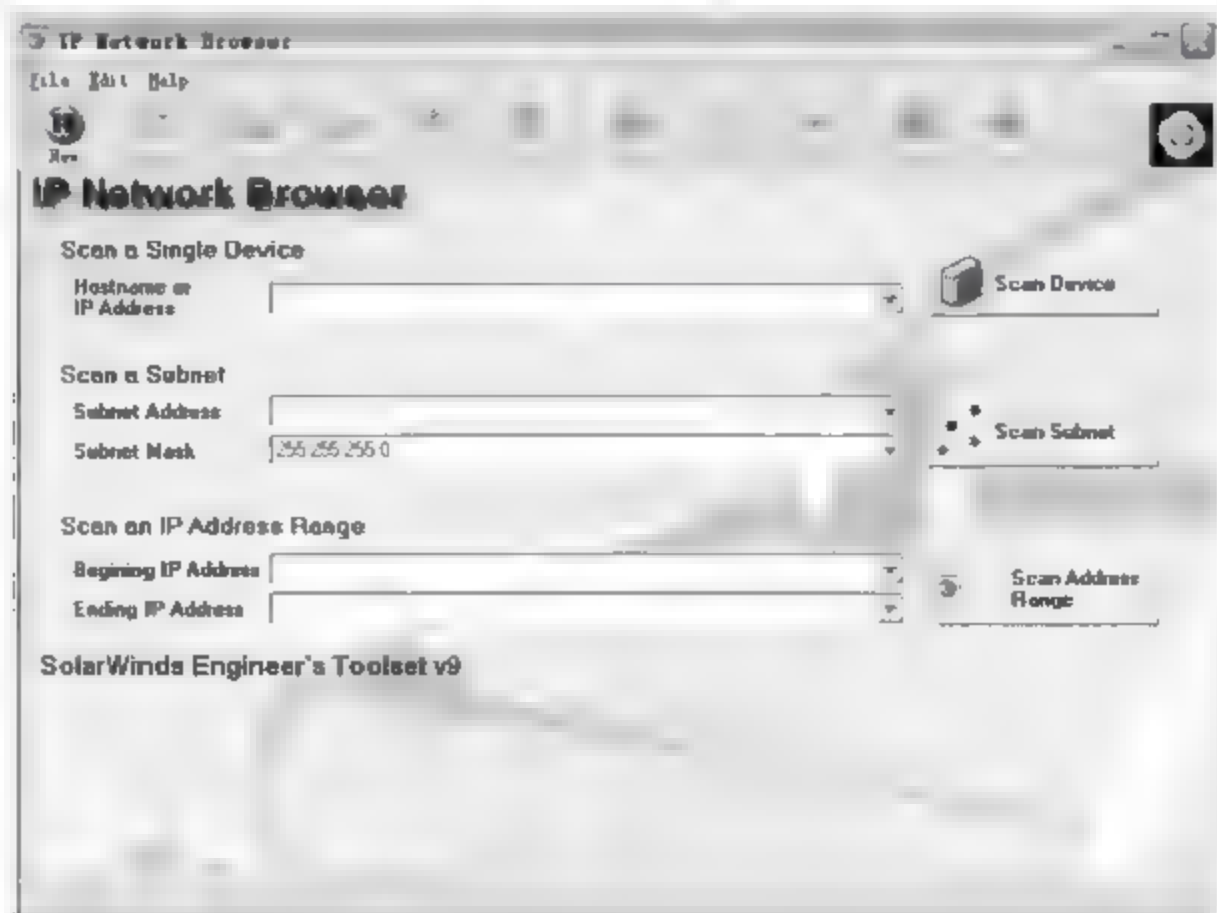 IP Network Browser
File Edit Help
New
IP Network Browser
Scan a Single Device
Hostname or
IP Address
Scan Device
Scan a Subnet
Subnet Address
Subnet Mask
255.255.255.0
Scan Subnet
Scan an IP Address Range
Begining IP Address
Ending IP Address
Scan Address
Range
SolarWinds Engineer's Toolset v9